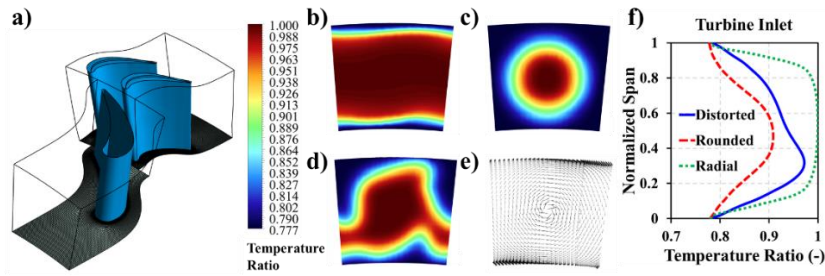 a)
1.000
0.988
0.975
0.963
0.950
0.938
0.926
0.913
0.901
0.889
0.876
0.864
0.852
0.839
0.827
0.814
0.802
0.790
0.777
Temperature
Ratio
b)
c)
d)
e)
f)
Turbine Inlet
Normalized Span
1
0.8
0.6
0.4
0.2
0
Distorted
Rounded
Radial
0.7
0.8
0.9
1
Temperature Ratio (-)